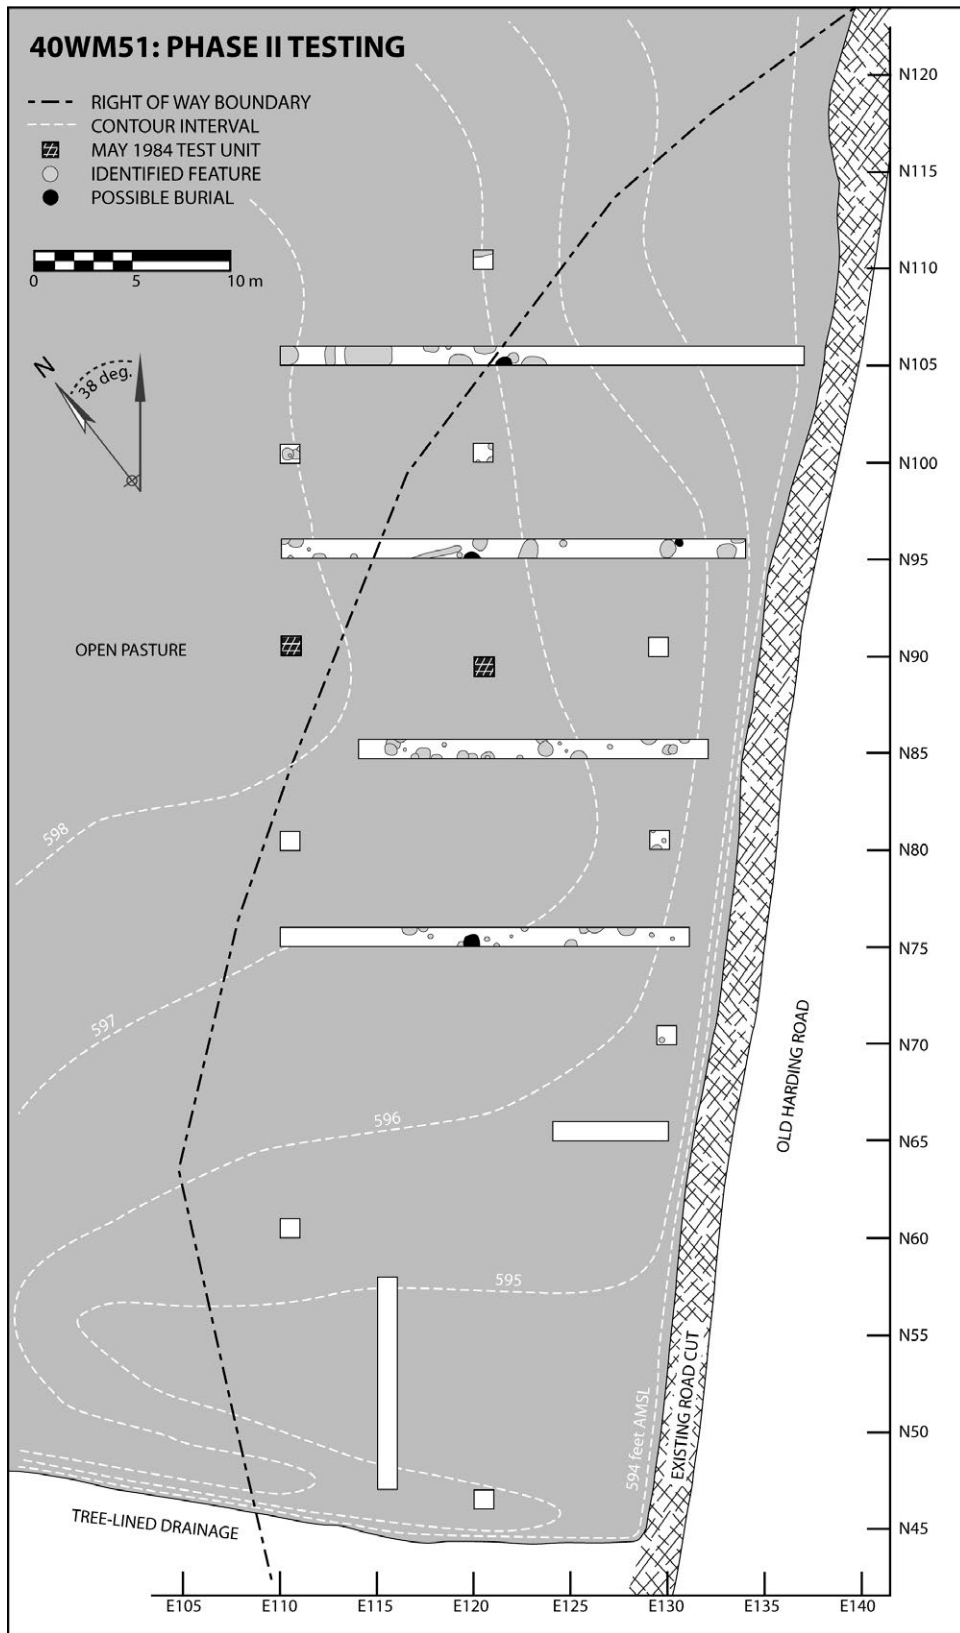 40WM51: PHASE II TESTING
RIGHT OF WAY BOUNDARY
CONTOUR INTERVAL
MAY 1984 TEST UNIT
IDENTIFIED FEATURE
POSSIBLE BURIAL
0 5 10 m
N
38 deg.
OPEN PASTURE
598
597
596
595
594 feet AMSL
EXISTING ROAD CUT
OLD HARDING ROAD
TREE-LINED DRAINAGE
N120
N115
N110
N105
N100
N95
N90
N85
N80
N75
N70
N65
N60
N55
N50
N45
E105 E110 E115 E120 E125 E130 E135 E140